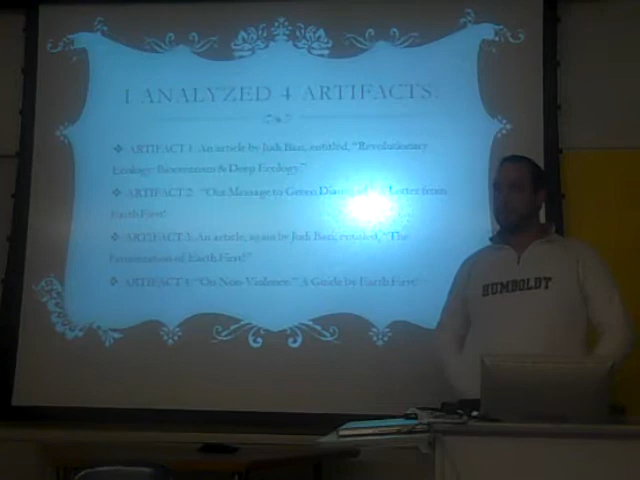 I ANALYZED 4 ARTIFACTS:
❖ ARTIFACT 1: An article by Judi Bari, entitled, "Revolutionary
Ecology: Biocentrism & Deep Ecology."
❖ ARTIFACT 2: "Our Message to Green Letter from
Earth First!
❖ ARTIFACT 3: An article, again by Judi Bari, entitled, "The
Feminization of Earth First!"
❖ ARTIFACT 4: "On Non-Violence." A Guide by Earth First!
HUMBOLDT